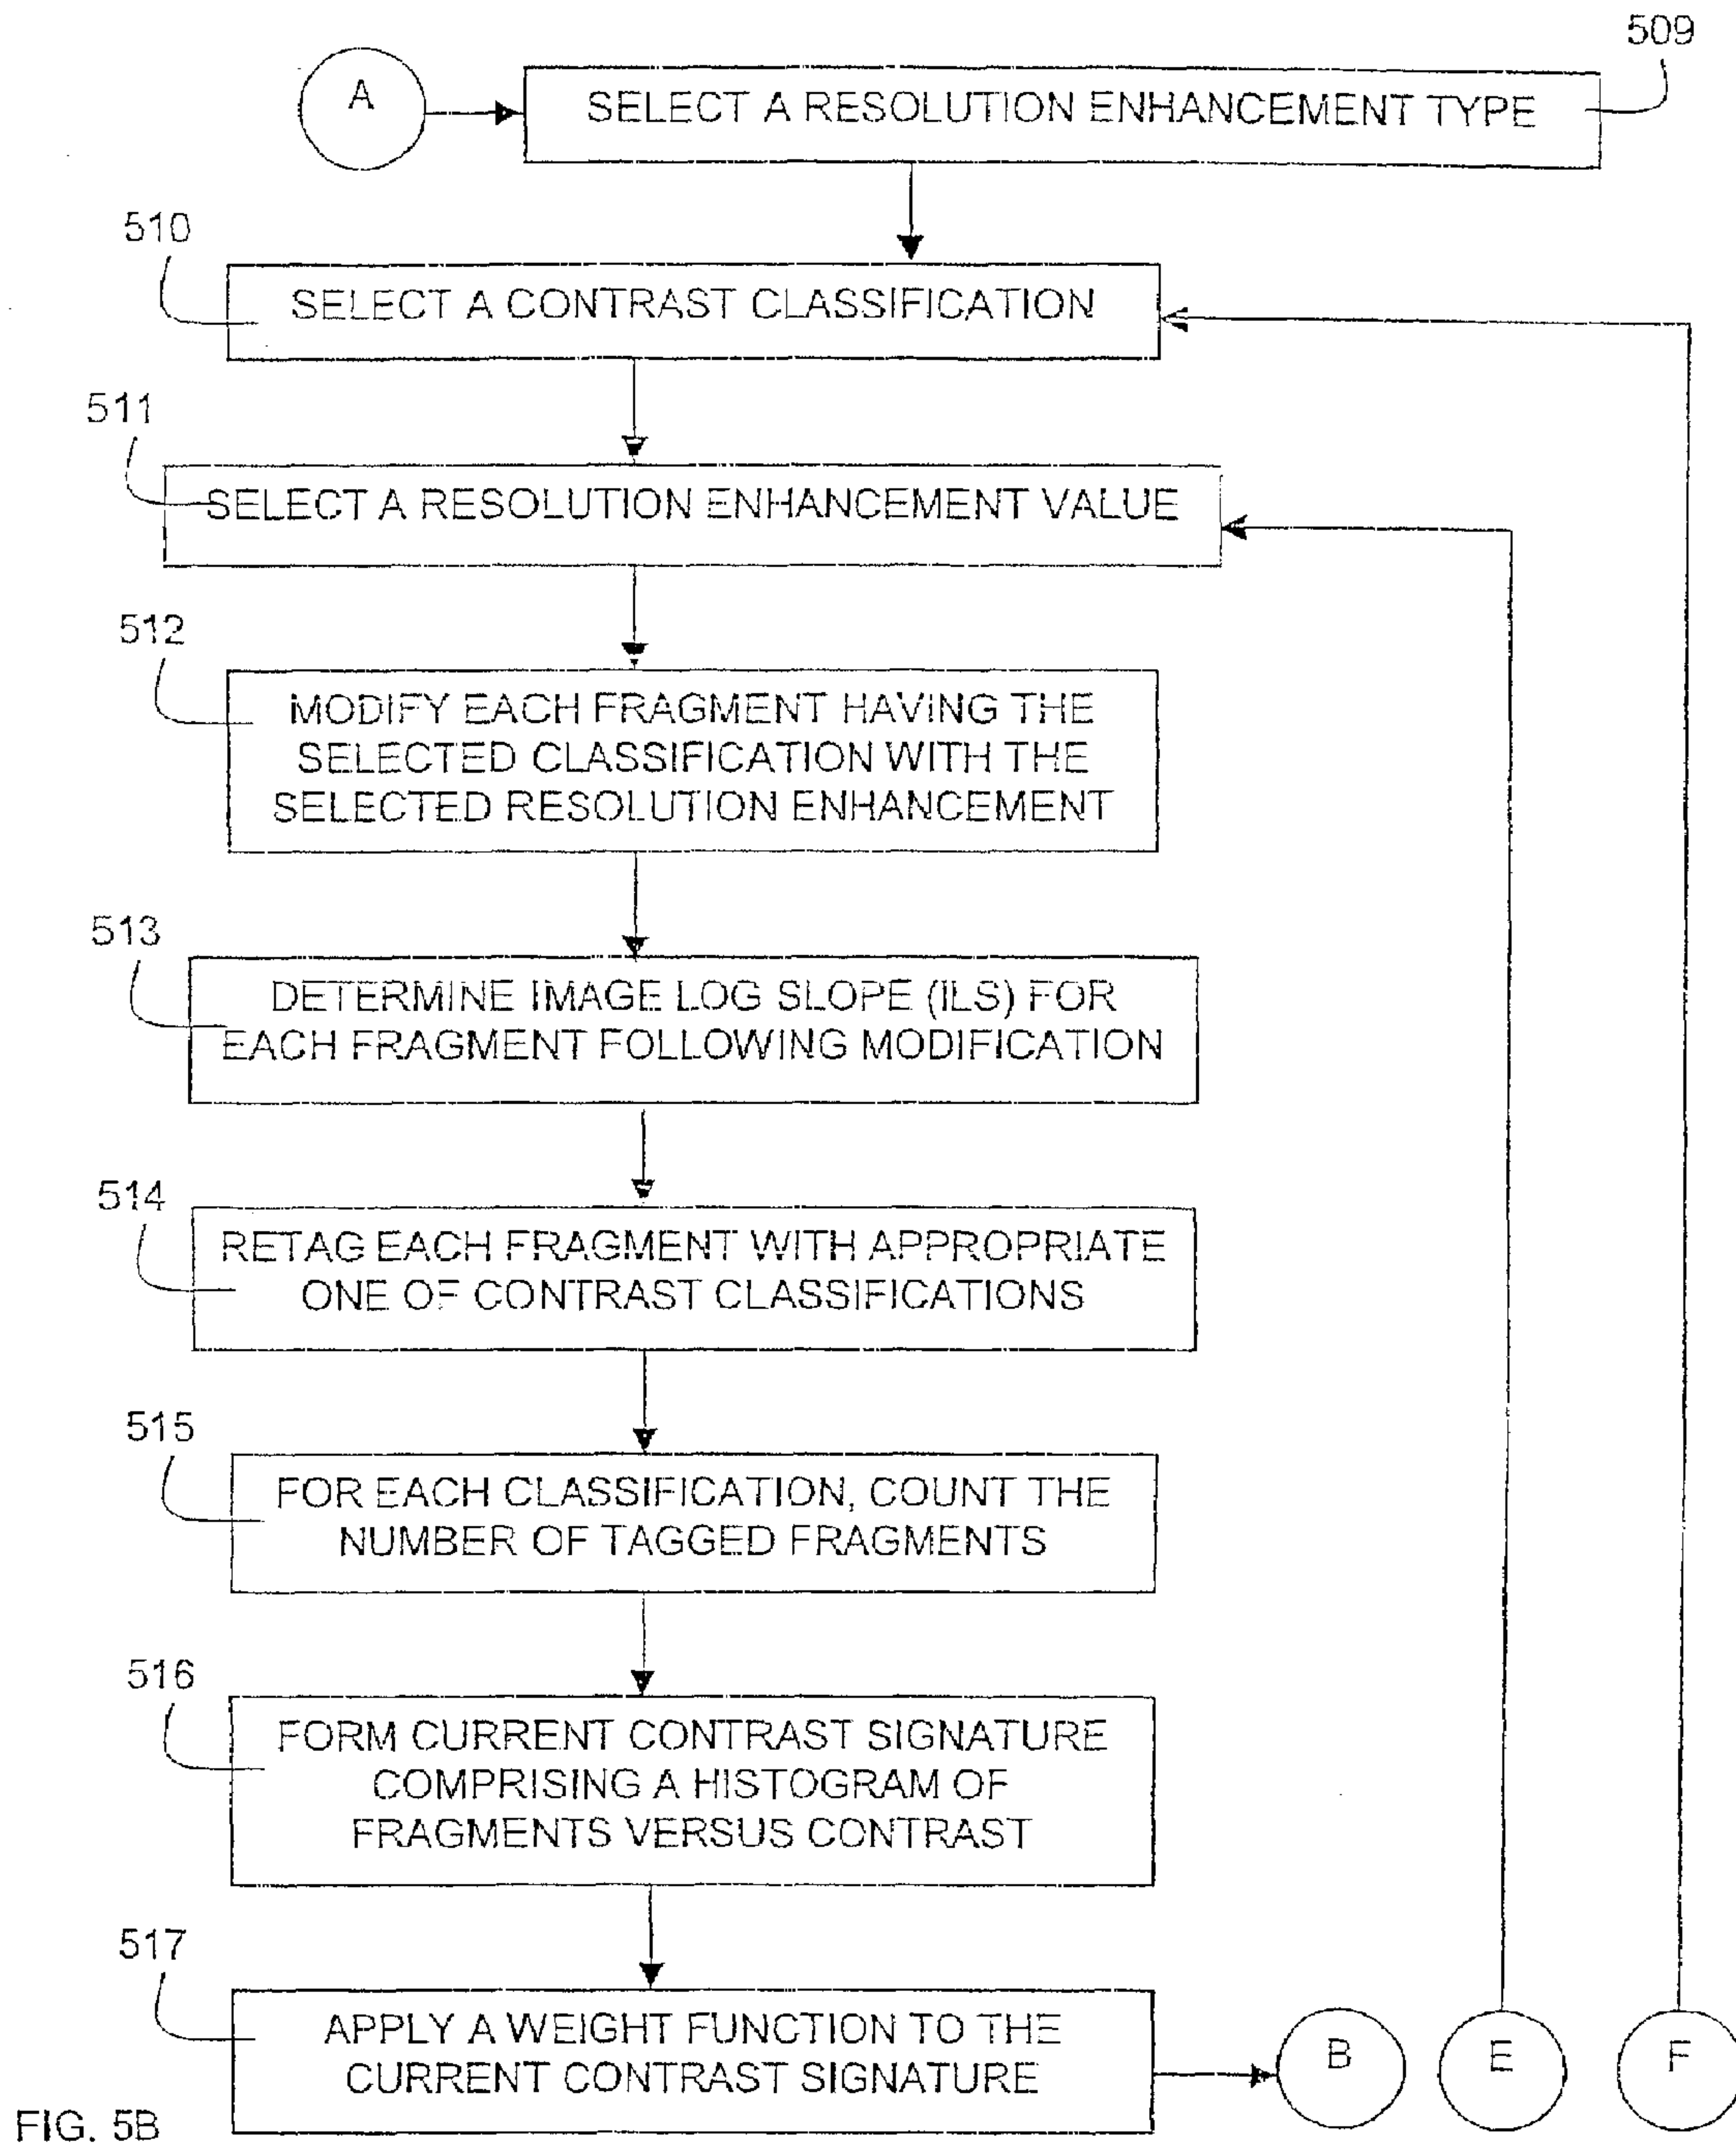 509
A
SELECT A RESOLUTION ENHANCEMENT TYPE
510
SELECT A CONTRAST CLASSIFICATION
511
SELECT A RESOLUTION ENHANCEMENT VALUE
512
MODIFY EACH FRAGMENT HAVING THE
SELECTED CLASSIFICATION WITH THE
SELECTED RESOLUTION ENHANCEMENT
513
DETERMINE IMAGE LOG SLOPE (ILS) FOR
EACH FRAGMENT FOLLOWING MODIFICATION
514
RETAG EACH FRAGMENT WITH APPROPRIATE
ONE OF CONTRAST CLASSIFICATIONS
515
FOR EACH CLASSIFICATION, COUNT THE
NUMBER OF TAGGED FRAGMENTS
516
FORM CURRENT CONTRAST SIGNATURE
COMPRISING A HISTOGRAM OF
FRAGMENTS VERSUS CONTRAST
517
APPLY A WEIGHT FUNCTION TO THE
CURRENT CONTRAST SIGNATURE
B
E
F
FIG. 5B